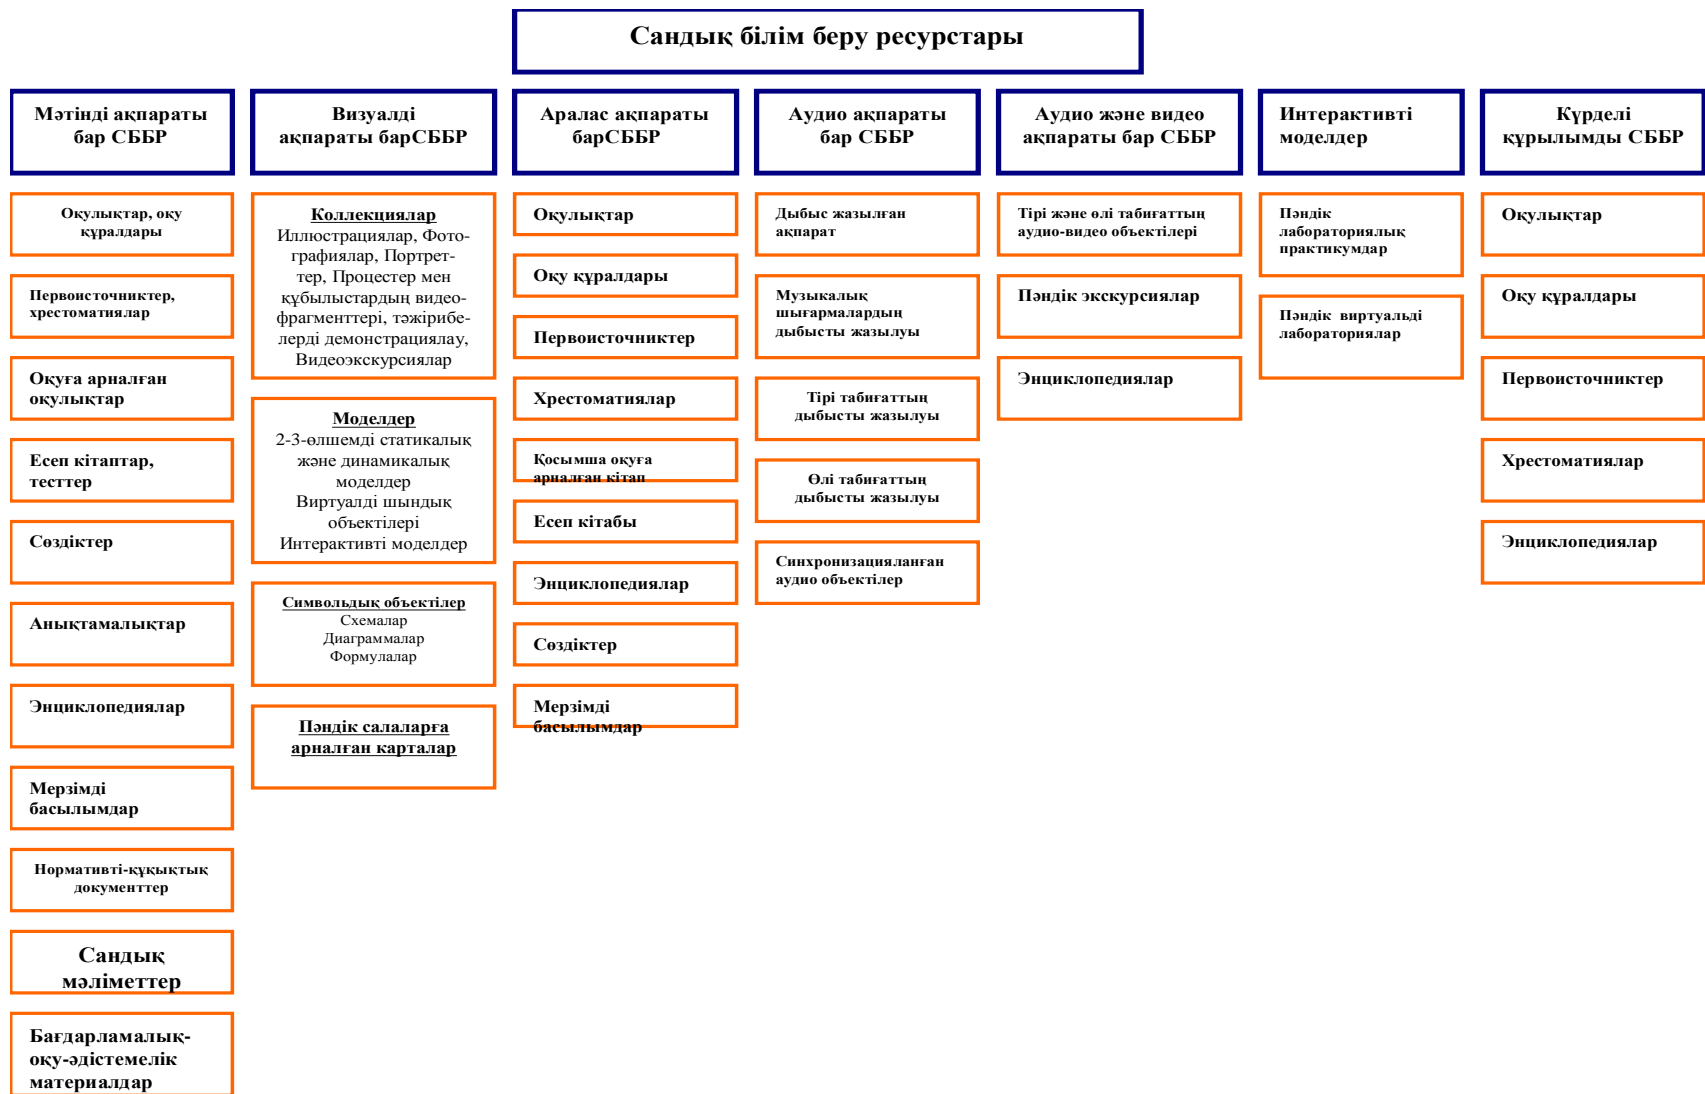 Сандық білім беру ресурстары
Мәтінді ақпараты
бар СББР
Оқулықтар, оқу
құралдары
Первоисточниктер,
хрестоматиялар
Оқуға арналған
оқулықтар
Есеп кітаптар,
тесттер
Сөздіктер
Анықтамалықтар
Энциклопедиялар
Мерзімді
басылымдар
Нормативті-құқықтық
документтер
Сандық
мәліметтер
Бағдарламалық-
оқу-әдістемелік
материалдар
Визуалді
ақпараты барСББР
Коллекциялар
Иллюстрациялар, Фото-
графиялар, Портрет-
тер, Процестер мен
құбылыстардың видео-
фрагменттері, тәжірибе-
лерді демонстрациялау,
Видеоэкскурсиялар
Моделдер
2-3-өлшемді статикалық
және динамикалық
моделдер
Виртуалді шындық
объектілері
Интерактивті моделдер
Символьдық объектілер
Схемалар
Диаграммалар
Формулалар
Пәндік салаларға
арналған карталар
Аралас ақпараты
барСББР
Оқулықтар
Оқу құралдары
Первоисточниктер
Хрестоматиялар
Қосымша оқуға
арналған кітап
Есеп кітабы
Энциклопедиялар
Сөздіктер
Мерзімді
басылымдар
Аудио ақпараты
бар СББР
Дыбыс жазылған
ақпарат
Музыкалық
шығармалардың
дыбысты жазылуы
Тірі табиғаттың
дыбысты жазылуы
Өлі табиғаттың
дыбысты жазылуы
Синхронизацияланған
аудио объектілер
Аудио және видео
ақпараты бар СББР
Тірі және өлі табиғаттың
аудио-видео объектілері
Пәндік экскурсиялар
Энциклопедиялар
Интерактивті
моделдер
Пәндік
лабораториялық
практикумдар
Пәндік виртуальді
лабораториялар
Күрделі
құрылымды СББР
Оқулықтар
Оқу құралдары
Первоисточниктер
Хрестоматиялар
Энциклопедиялар